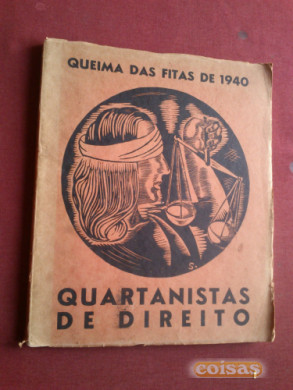 QUEIMA DAS FITAS DE 1940
QUARTANISTAS
DE DIREITO
coisas